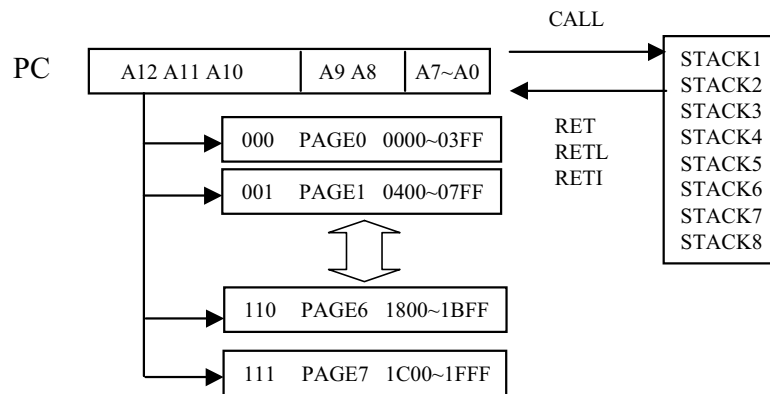 CALL
PC
A12 A11 A10 A9 A8 A7~A0
000 PAGE0 0000~03FF
001 PAGE1 0400~07FF
110 PAGE6 1800~1BFF
111 PAGE7 1C00~1FFF
RET
RETL
RETI
STACK1
STACK2
STACK3
STACK4
STACK5
STACK6
STACK7
STACK8